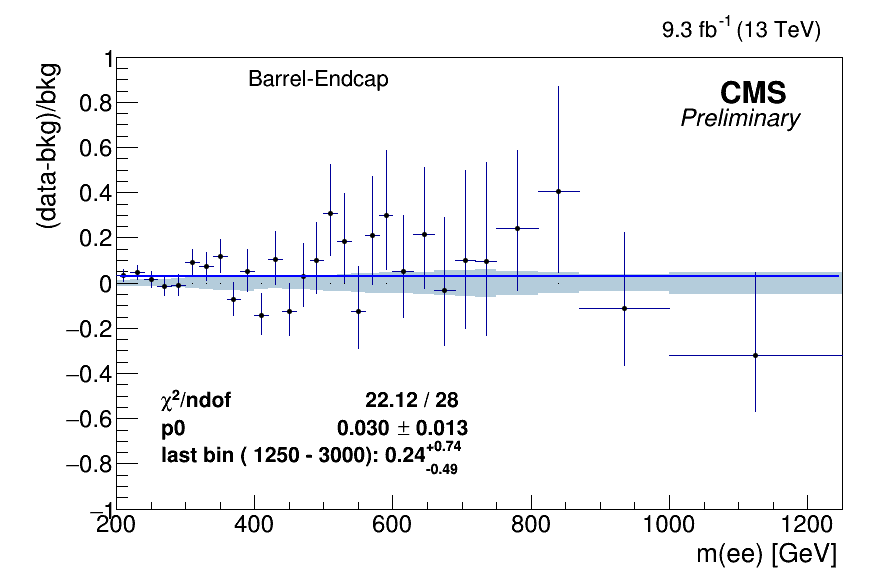 9.3 fb⁻¹ (13 TeV)
(data-bkg)/bkg
Barrel-Endcap
CMS
Preliminary
1
0.8
0.6
0.4
0.2
0
−0.2
−0.4
−0.6
−0.8
−1
χ²/ndof 22.12 / 28
p0 0.030 ± 0.013
last bin ( 1250 - 3000): 0.24 +0.74 -0.49
200 400 600 800 1000 1200
m(ee) [GeV]